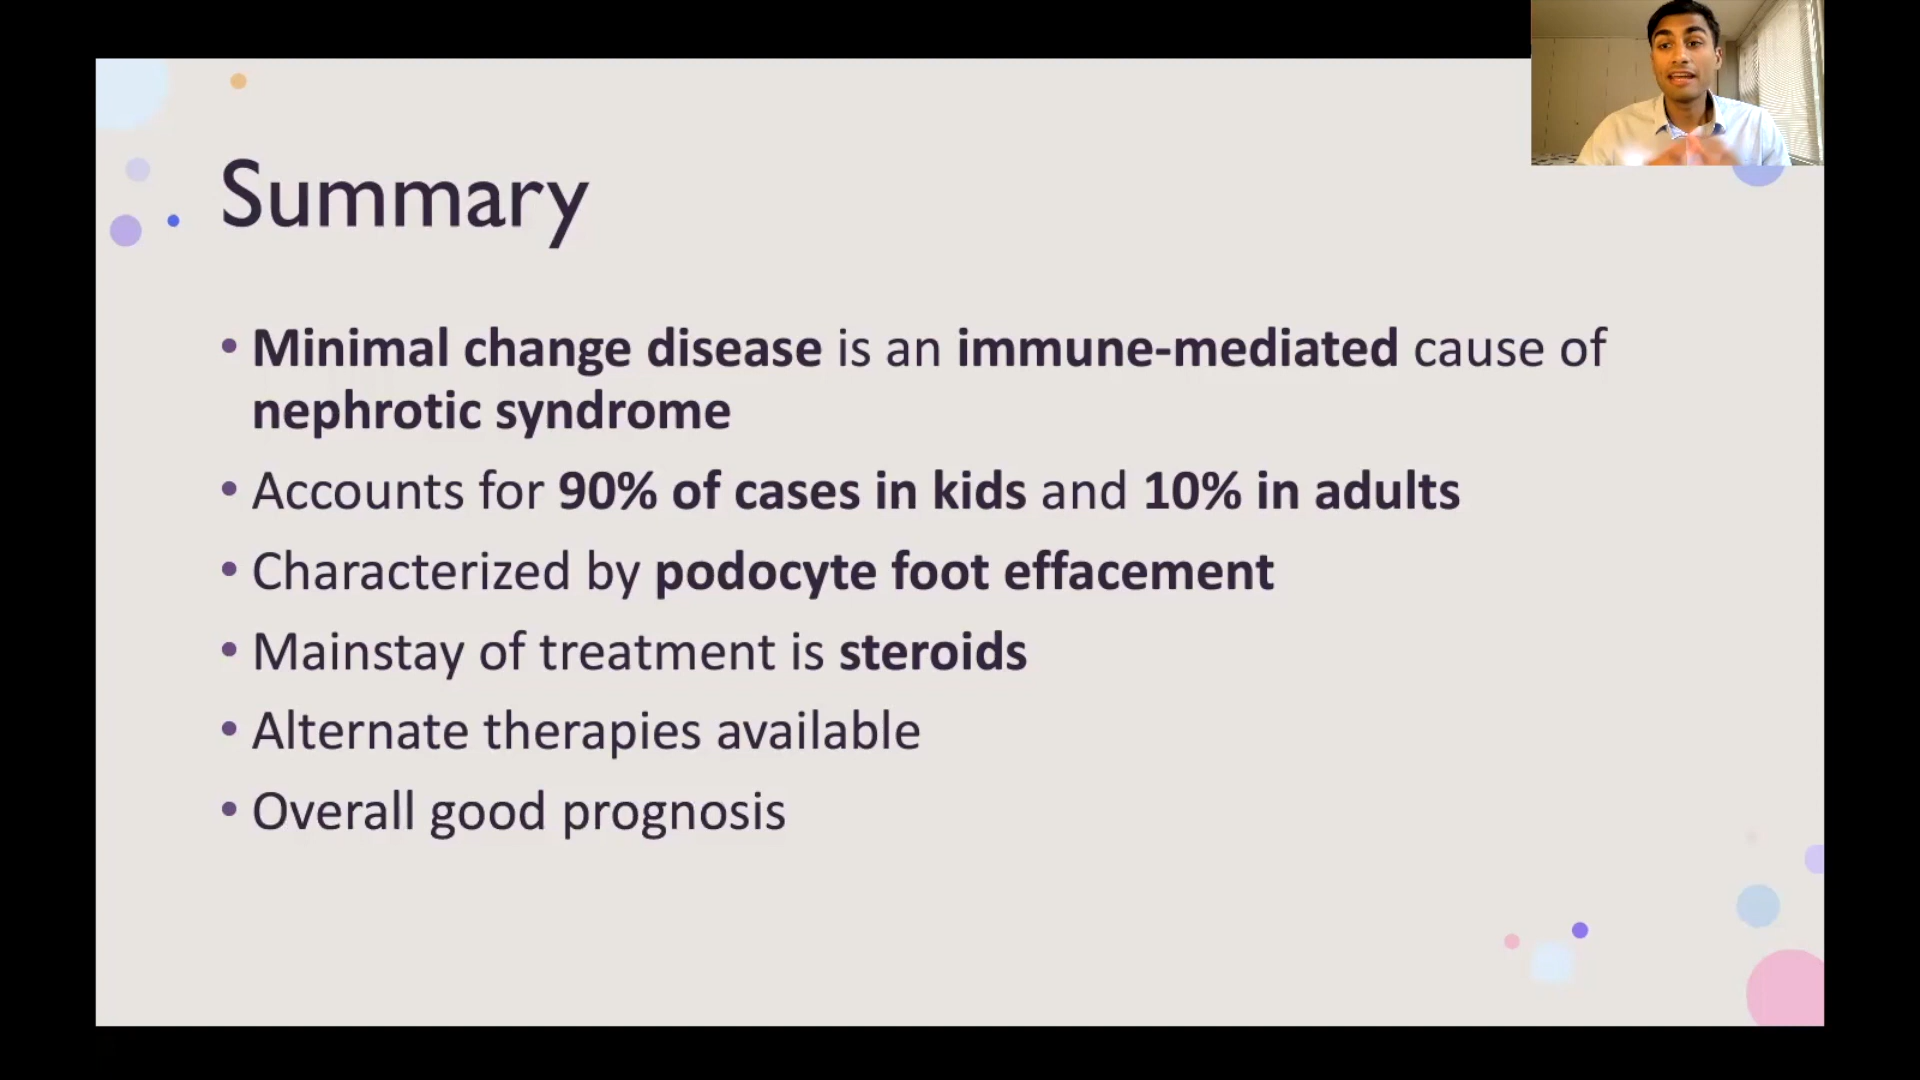 Summary
• Minimal change disease is an immune-mediated cause of
nephrotic syndrome
• Accounts for 90% of cases in kids and 10% in adults
• Characterized by podocyte foot effacement
• Mainstay of treatment is steroids
• Alternate therapies available
• Overall good prognosis